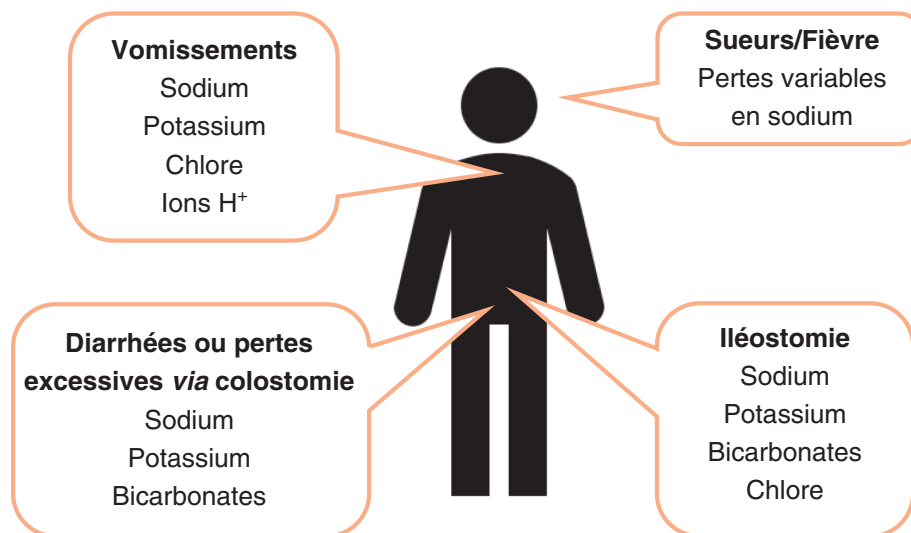 Vomissements
Sodium
Potassium
Chlore
Ions H⁺
Sueurs/Fièvre
Pertes variables
en sodium
Diarrhées ou pertes
excessives via colostomie
Sodium
Potassium
Bicarbonates
Iléostomie
Sodium
Potassium
Bicarbonates
Chlore